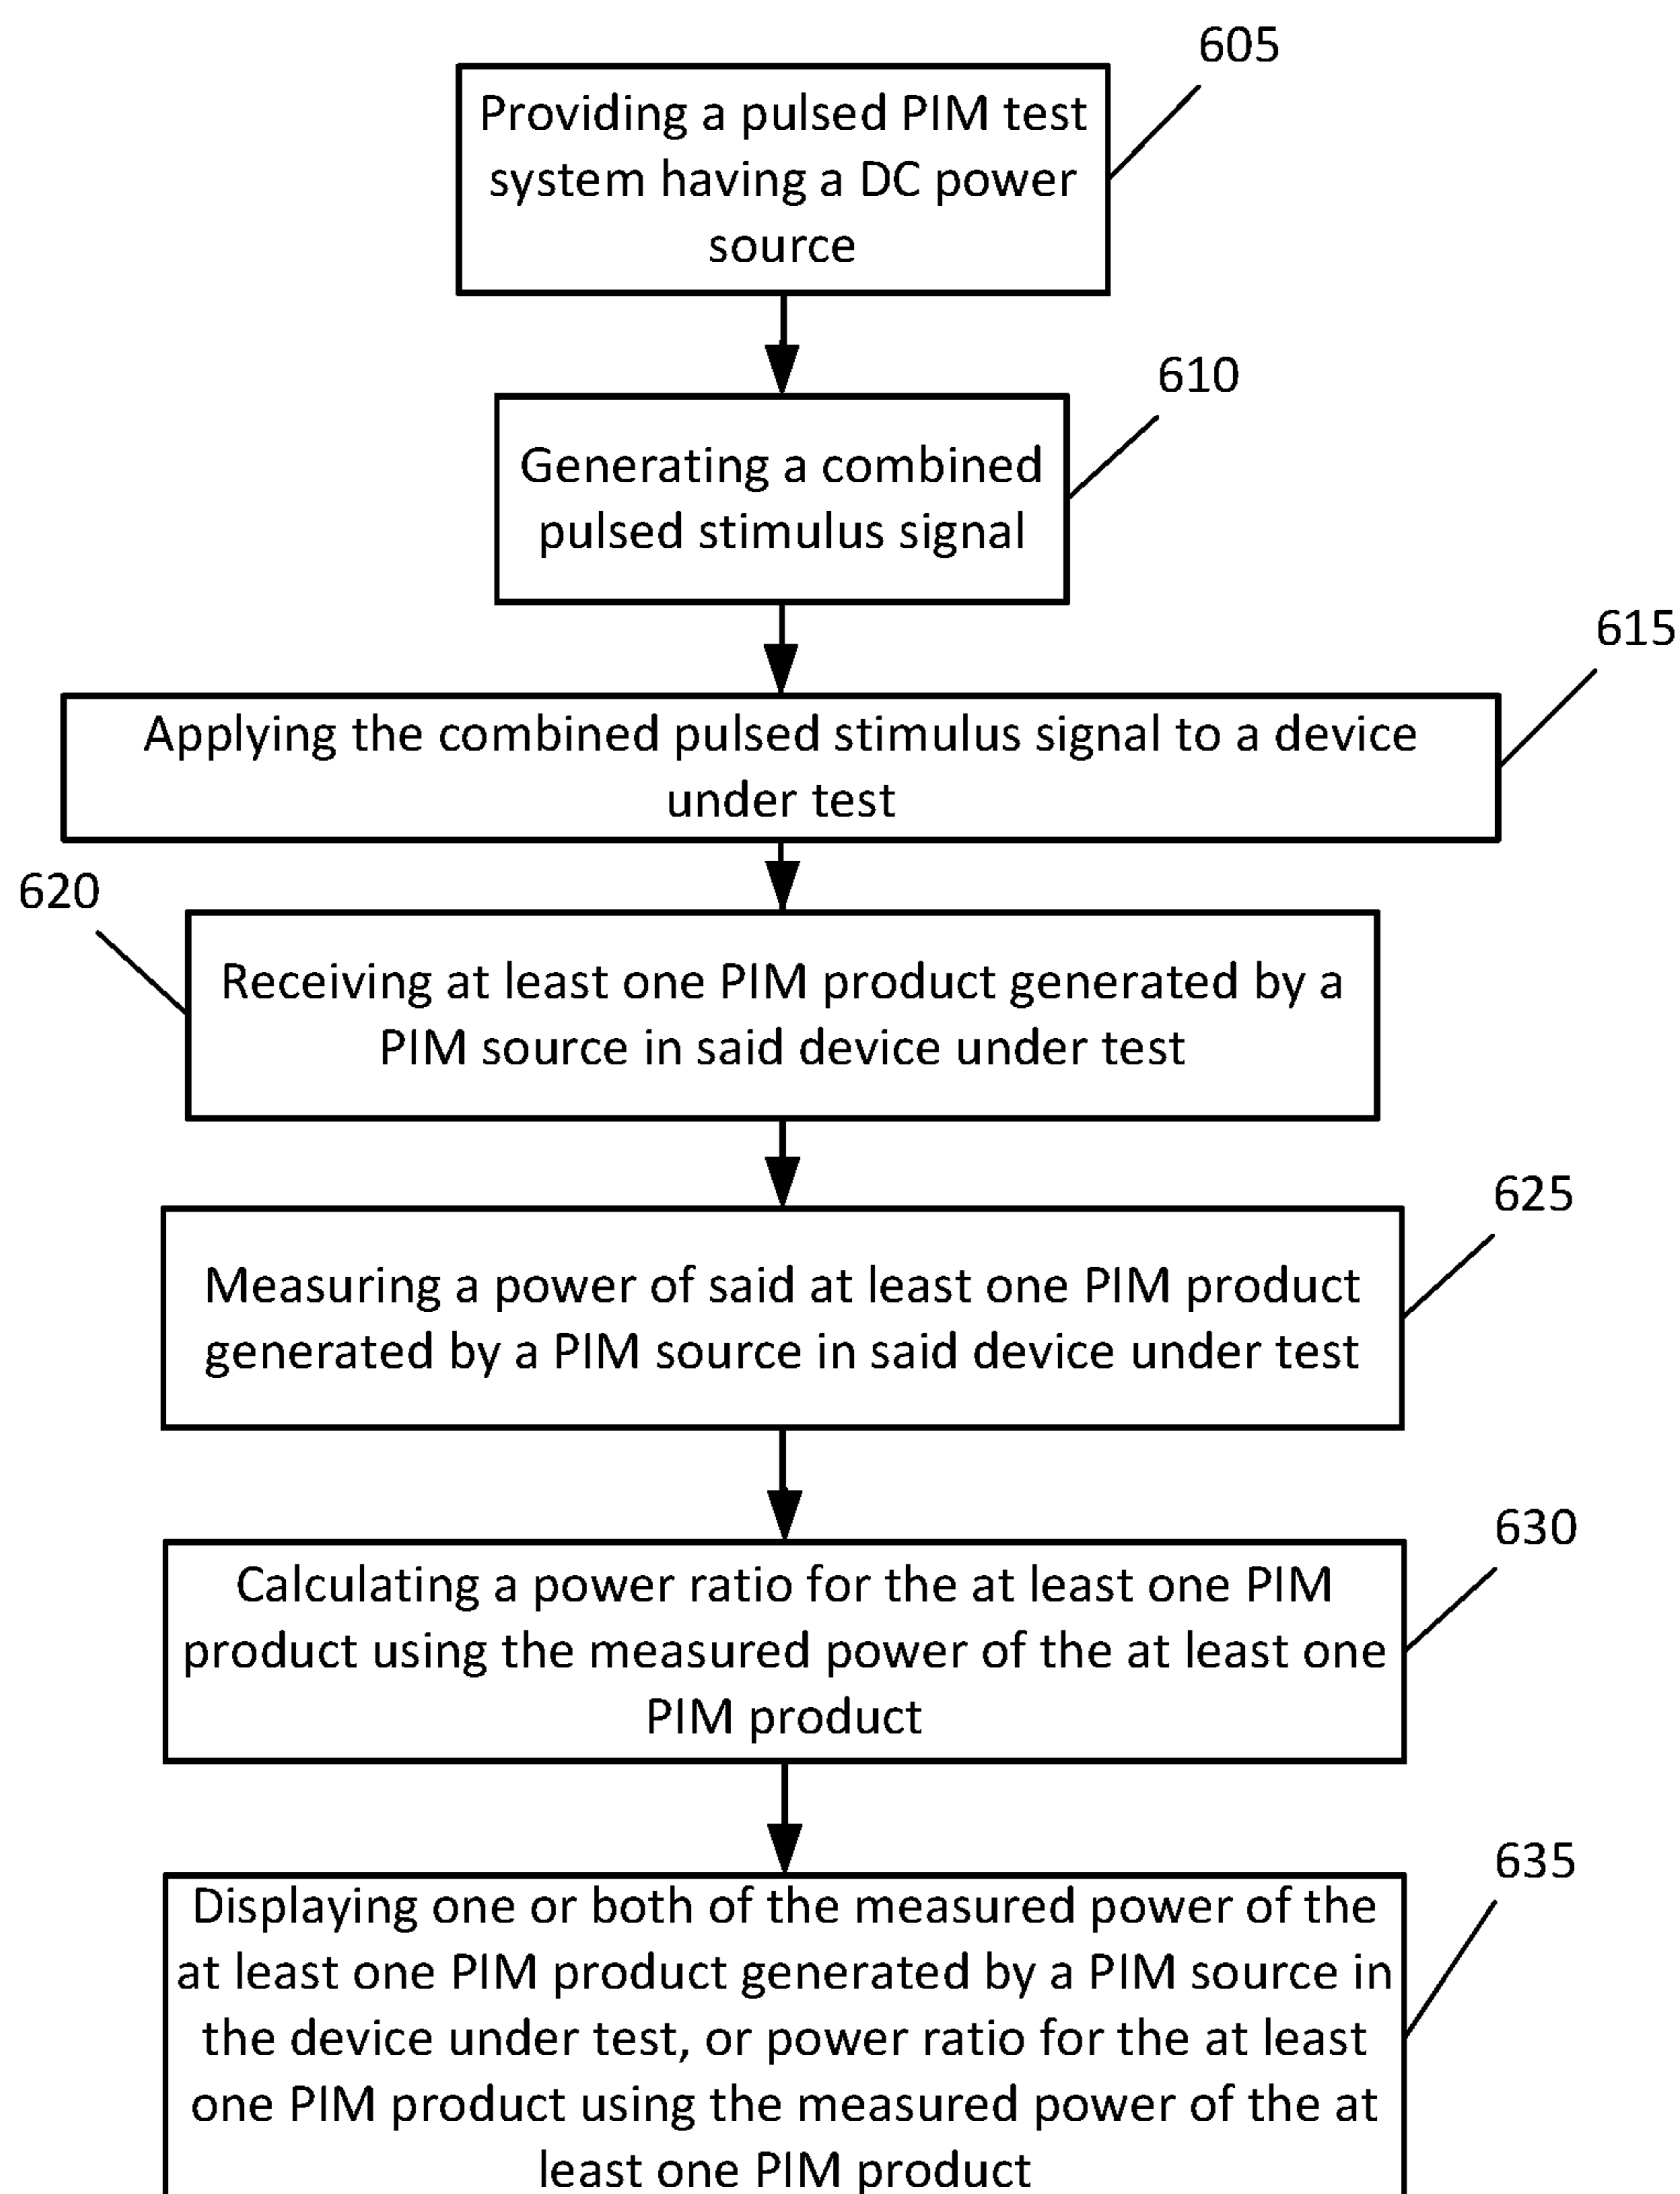 605
Providing a pulsed PIM test
system having a DC power
source
610
Generating a combined
pulsed stimulus signal
615
Applying the combined pulsed stimulus signal to a device
under test
620
Receiving at least one PIM product generated by a
PIM source in said device under test
625
Measuring a power of said at least one PIM product
generated by a PIM source in said device under test
630
Calculating a power ratio for the at least one PIM
product using the measured power of the at least one
PIM product
635
Displaying one or both of the measured power of the
at least one PIM product generated by a PIM source in
the device under test, or power ratio for the at least
one PIM product using the measured power of the at
least one PIM product